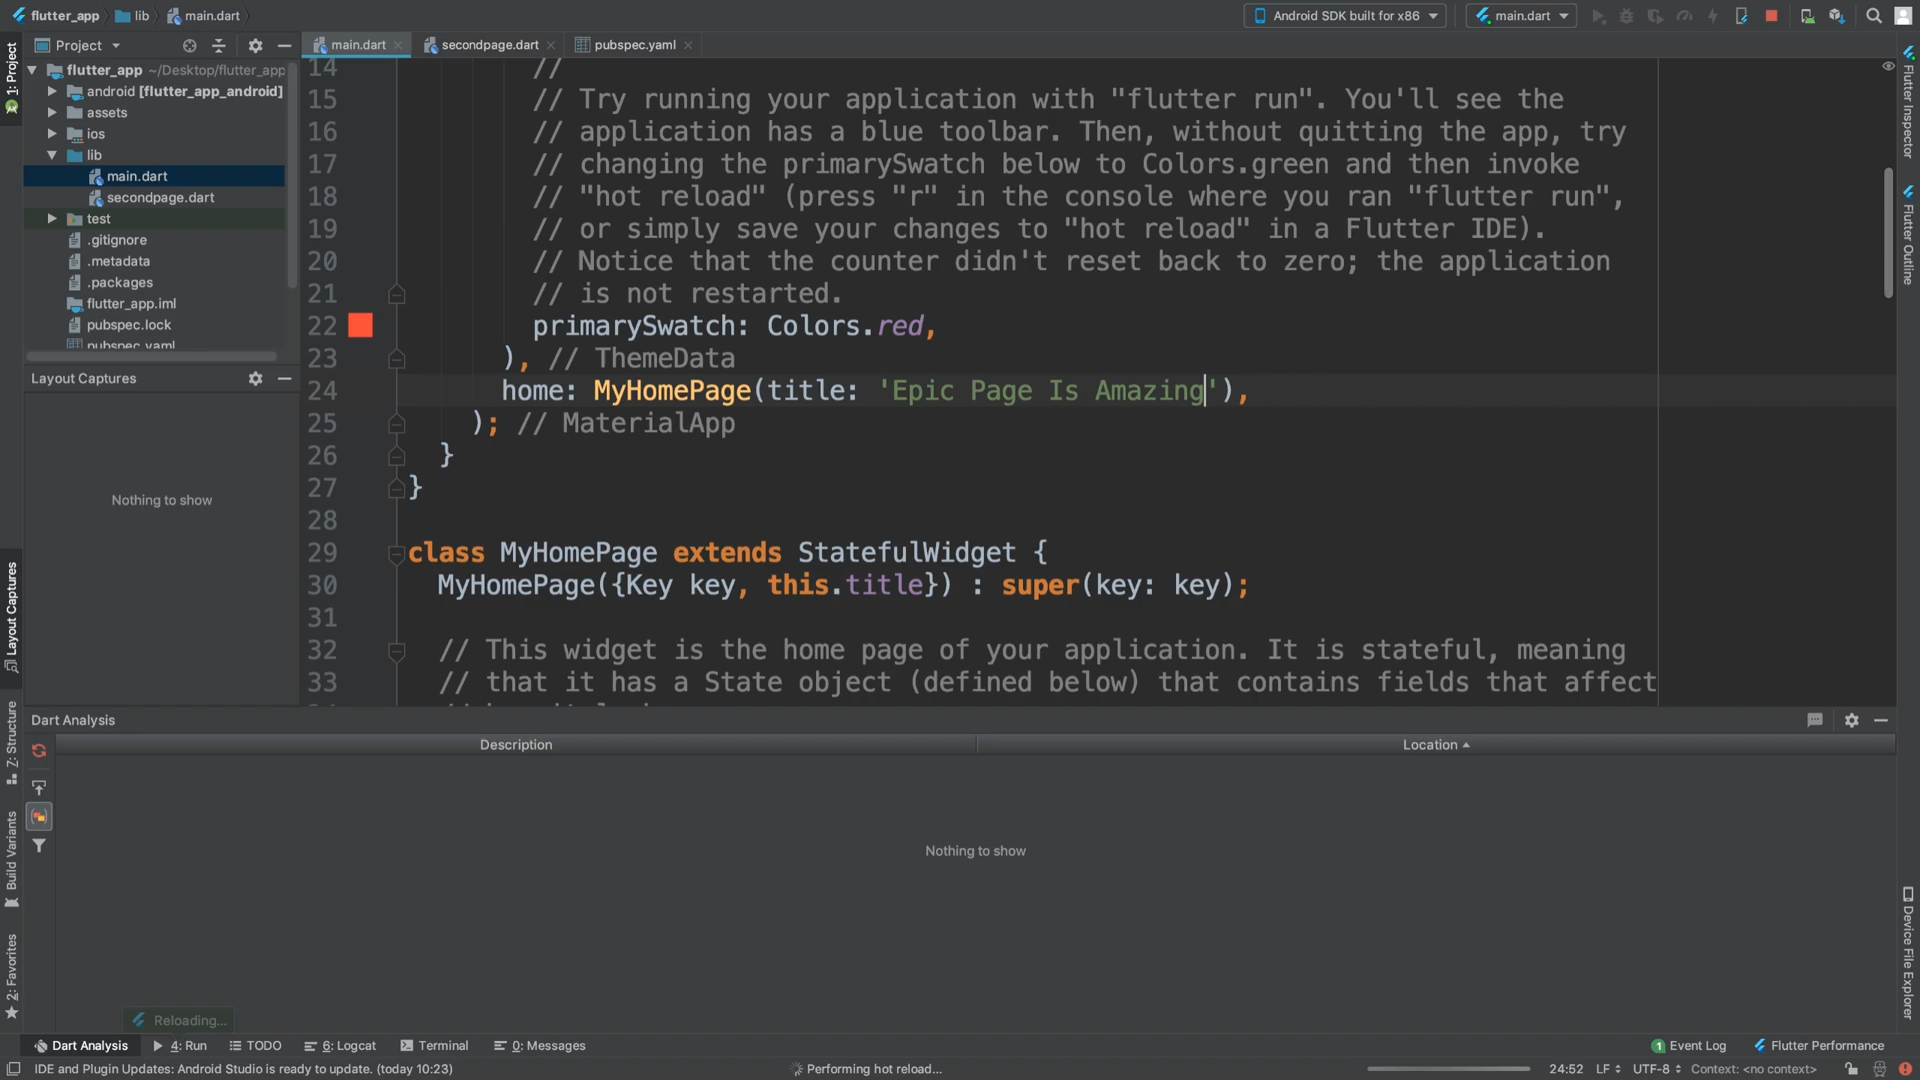 flutter_app lib main.dart
Android SDK built for x86 main.dart
1: Project
Project
main.dart secondpage.dart pubspec.yaml
flutter_app ~/Desktop/flutter_app
android [flutter_app_android]
assets
ios
lib
main.dart
secondpage.dart
test
.gitignore
.metadata
.packages
flutter_app.iml
pubspec.lock
pubspec.yaml
Layout Captures
Nothing to show
14 //
15 // Try running your application with "flutter run". You'll see the
16 // application has a blue toolbar. Then, without quitting the app, try
17 // changing the primarySwatch below to Colors.green and then invoke
18 // "hot reload" (press "r" in the console where you ran "flutter run",
19 // or simply save your changes to "hot reload" in a Flutter IDE).
20 // Notice that the counter didn't reset back to zero; the application
21 // is not restarted.
22 primarySwatch: Colors.red,
23 ), // ThemeData
24 home: MyHomePage(title: 'Epic Page Is Amazing'),
25 ); // MaterialApp
26 }
27 }
28
29 class MyHomePage extends StatefulWidget {
30 MyHomePage({Key key, this.title}) : super(key: key);
31
32 // This widget is the home page of your application. It is stateful, meaning
33 // that it has a State object (defined below) that contains fields that affect
Flutter Inspector
Flutter Outline
Device File Explorer
Layout Captures
Z: Structure
Build Variants
2: Favorites
Dart Analysis
Description Location
Nothing to show
Reloading...
Dart Analysis 4: Run TODO 6: Logcat Terminal 0: Messages 1 Event Log Flutter Performance
IDE and Plugin Updates: Android Studio is ready to update. (today 10:23) Performing hot reload... 24:52 LF UTF-8 Context: <no context>